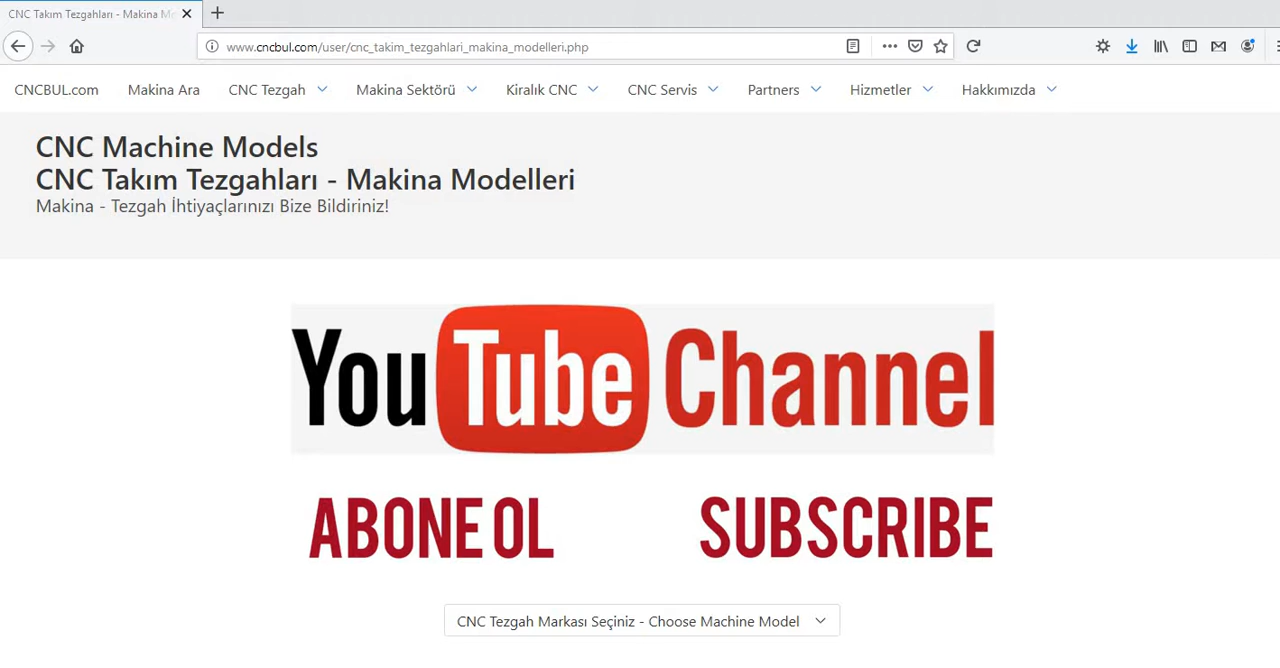 CNC Takım Tezgahları - Makina Mo
www.cncbul.com/user/cnc_takim_tezgahlari_makina_modelleri.php
CNCBUL.com Makina Ara CNC Tezgah Makina Sektörü Kiralık CNC CNC Servis Partners Hizmetler Hakkımızda
CNC Machine Models
CNC Takım Tezgahları - Makina Modelleri
Makina - Tezgah İhtiyaçlarınızı Bize Bildiriniz!
YouTube Channel
ABONE OL SUBSCRIBE
CNC Tezgah Markası Seçiniz - Choose Machine Model